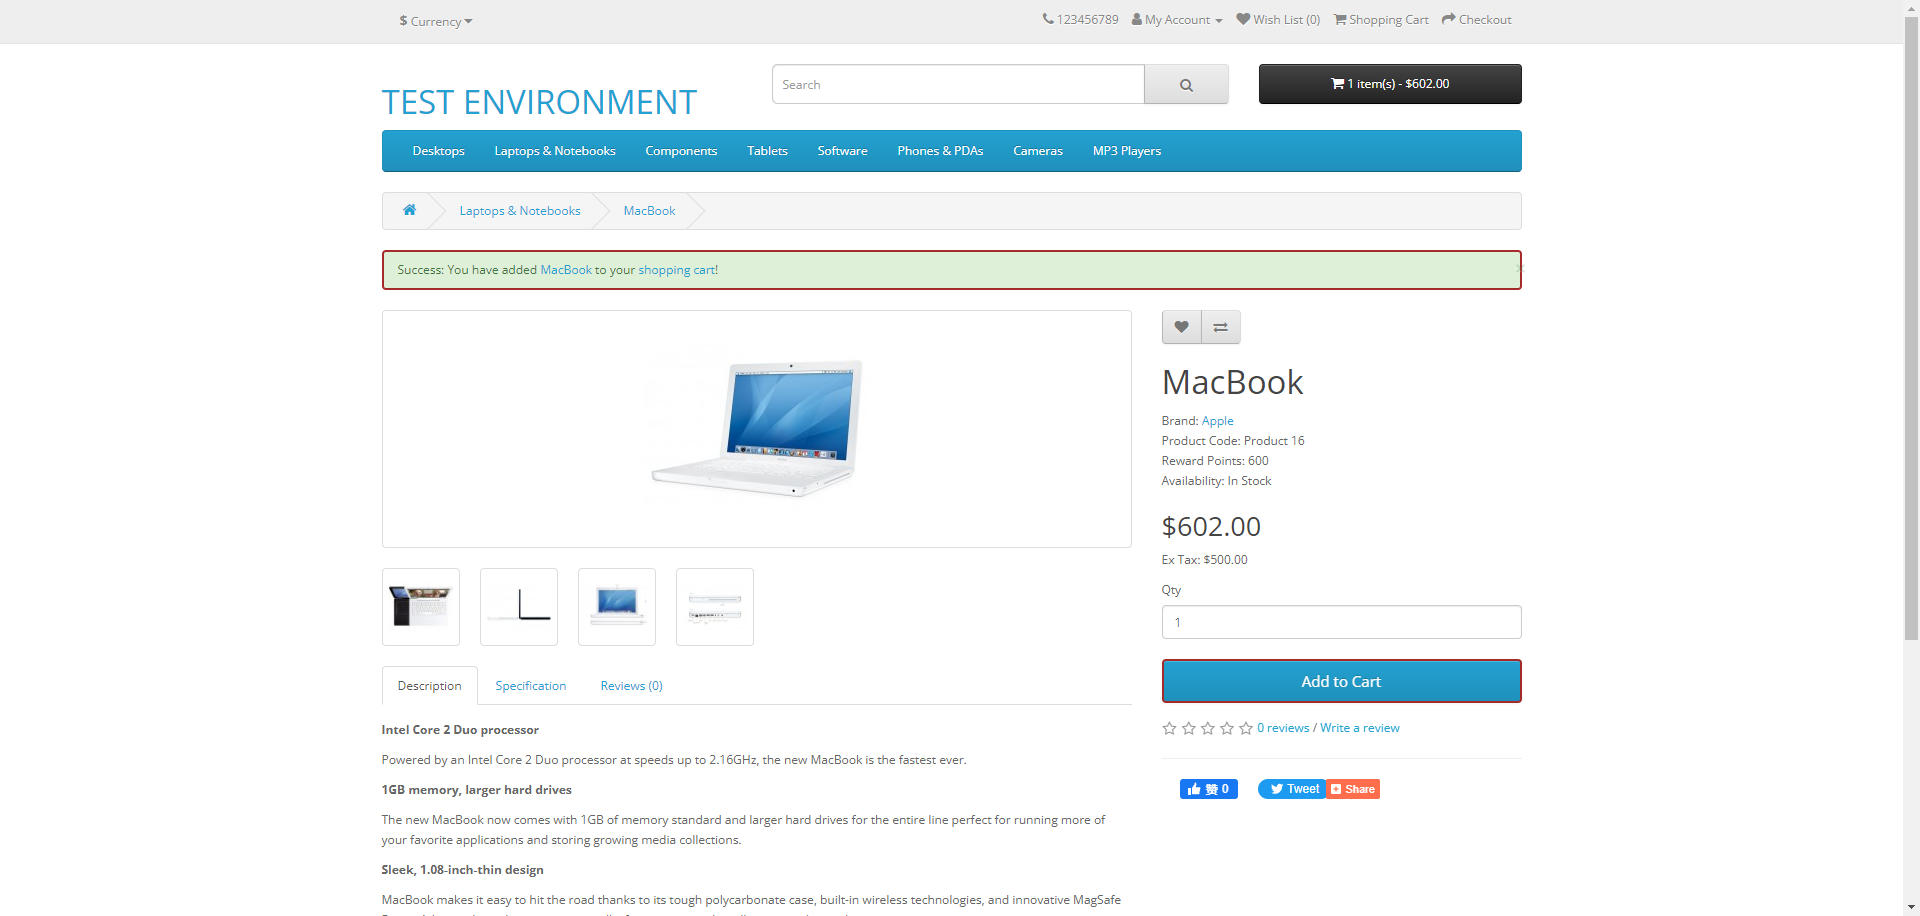 $ Currency
123456789 My Account Wish List (0) Shopping Cart Checkout
TEST ENVIRONMENT
Search
1 item(s) - $602.00
Desktops Laptops & Notebooks Components Tablets Software Phones & PDAs Cameras MP3 Players
Laptops & Notebooks MacBook
Success: You have added MacBook to your shopping cart!
MacBook
Brand: Apple
Product Code: Product 16
Reward Points: 600
Availability: In Stock
$602.00
Ex Tax: $500.00
Qty
1
Add to Cart
0 reviews / Write a review
赞 0 Tweet Share
Description Specification Reviews (0)
Intel Core 2 Duo processor
Powered by an Intel Core 2 Duo processor at speeds up to 2.16GHz, the new MacBook is the fastest ever.
1GB memory, larger hard drives
The new MacBook now comes with 1GB of memory standard and larger hard drives for the entire line perfect for running more of
your favorite applications and storing growing media collections.
Sleek, 1.08-inch-thin design
MacBook makes it easy to hit the road thanks to its tough polycarbonate case, built-in wireless technologies, and innovative MagSafe